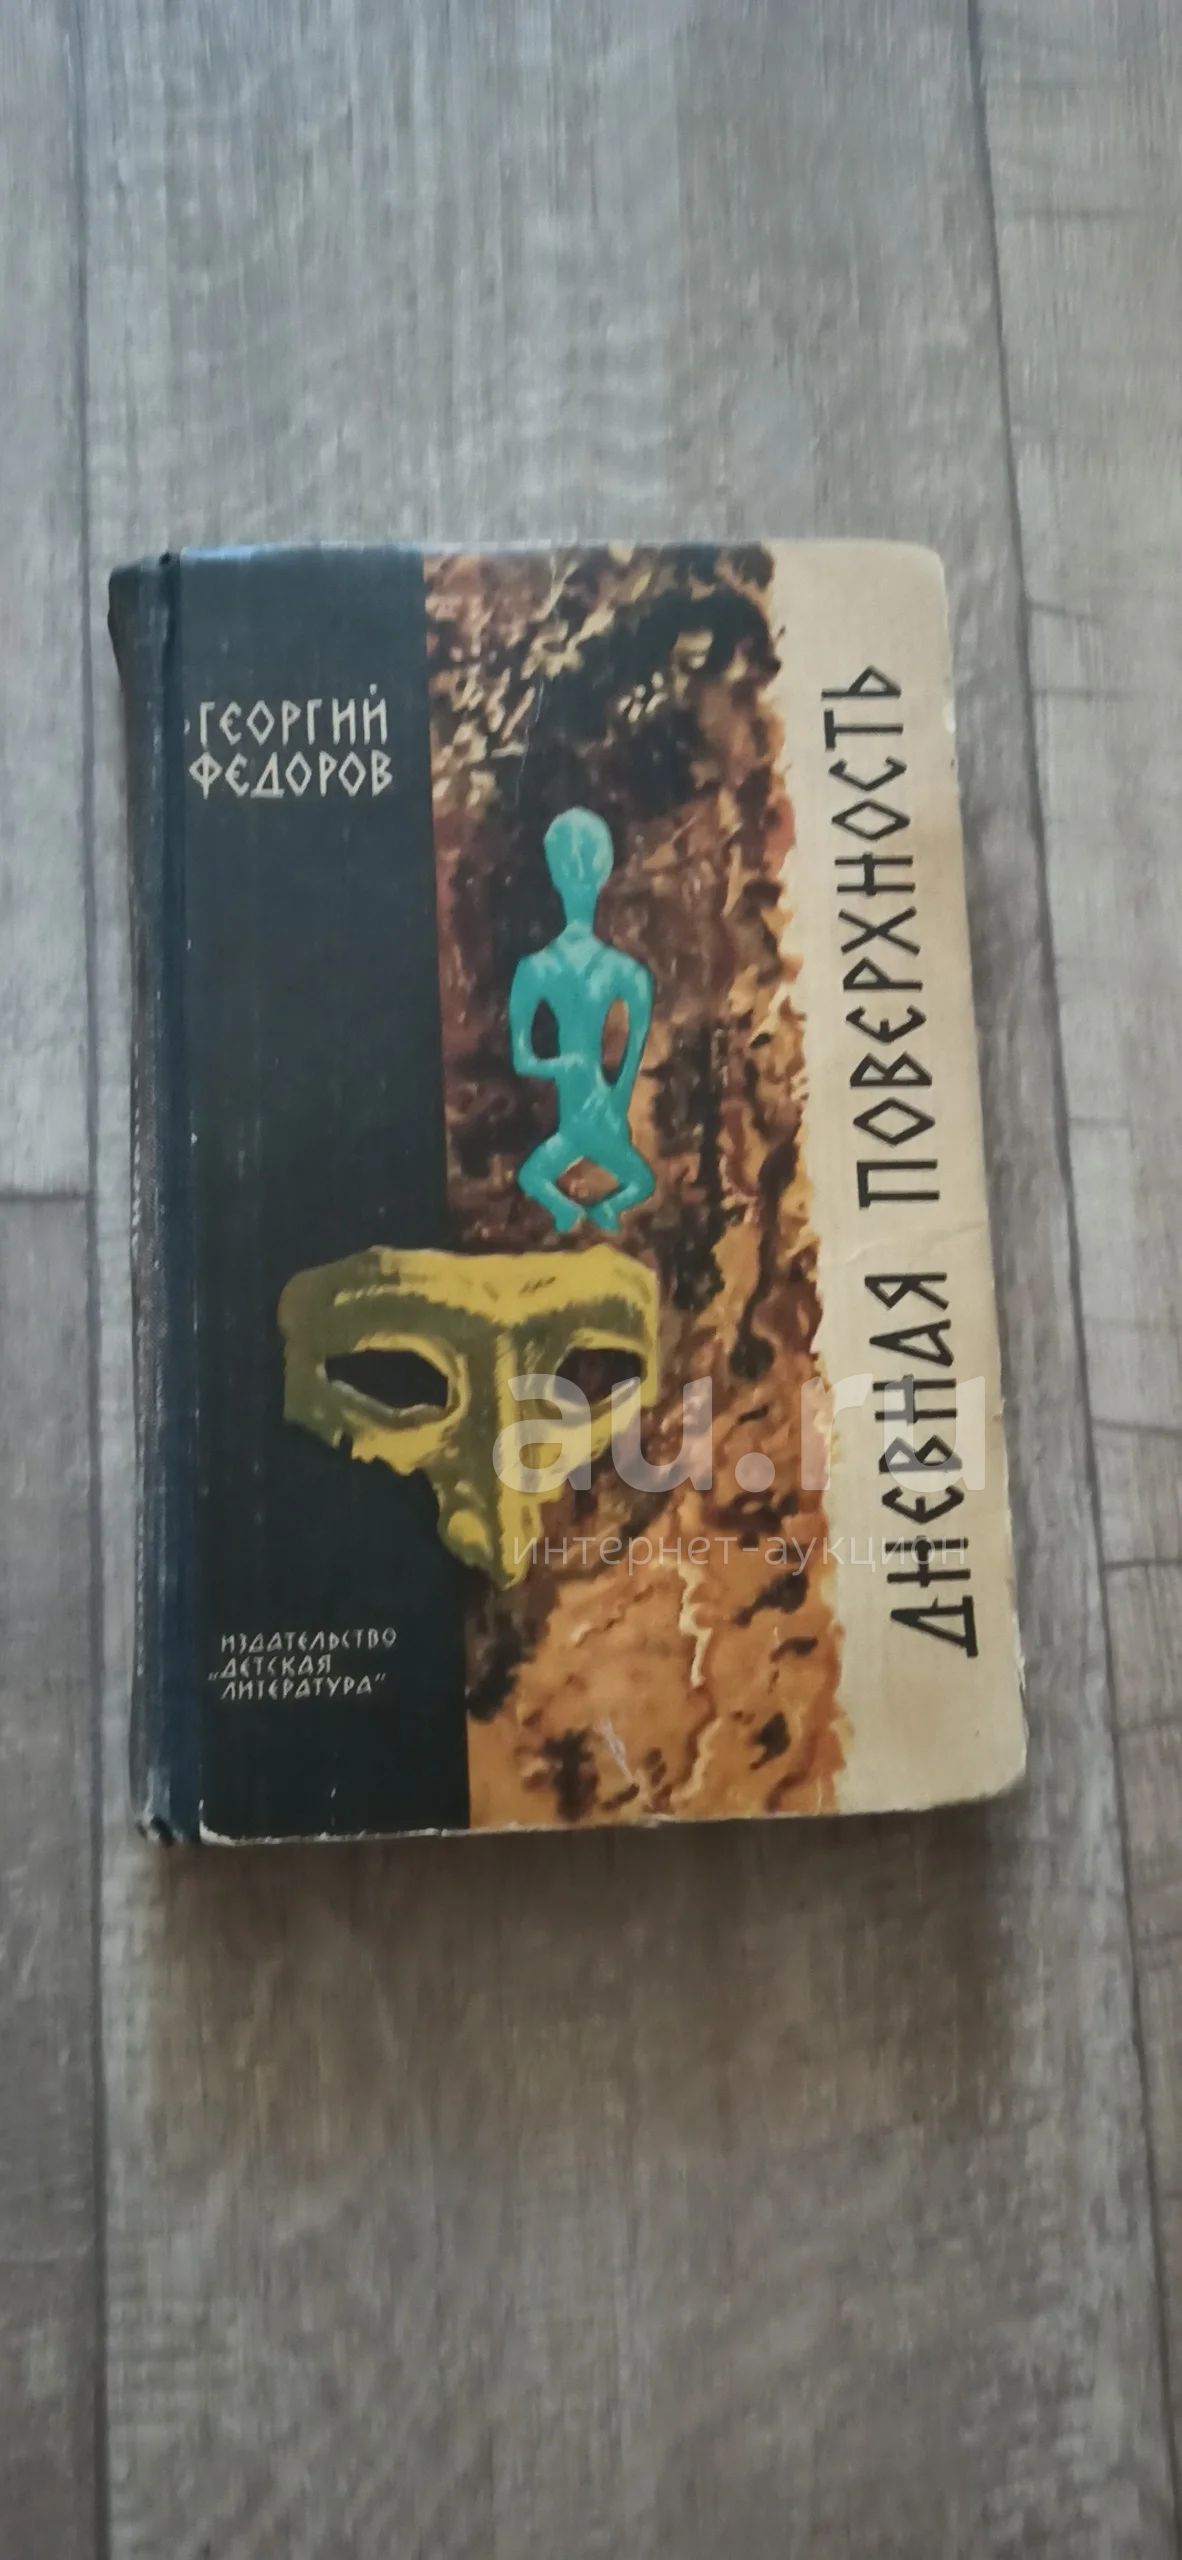 ГЕОРГИЙ
ФЕДОРОВ
ДНЕВНАЯ ПОВЕРХНОСТЬ
ИЗДАТЕЛЬСТВО
„ДЕТСКАЯ
ЛИТЕРАТУРА"
au.ru
интернет-аукцион